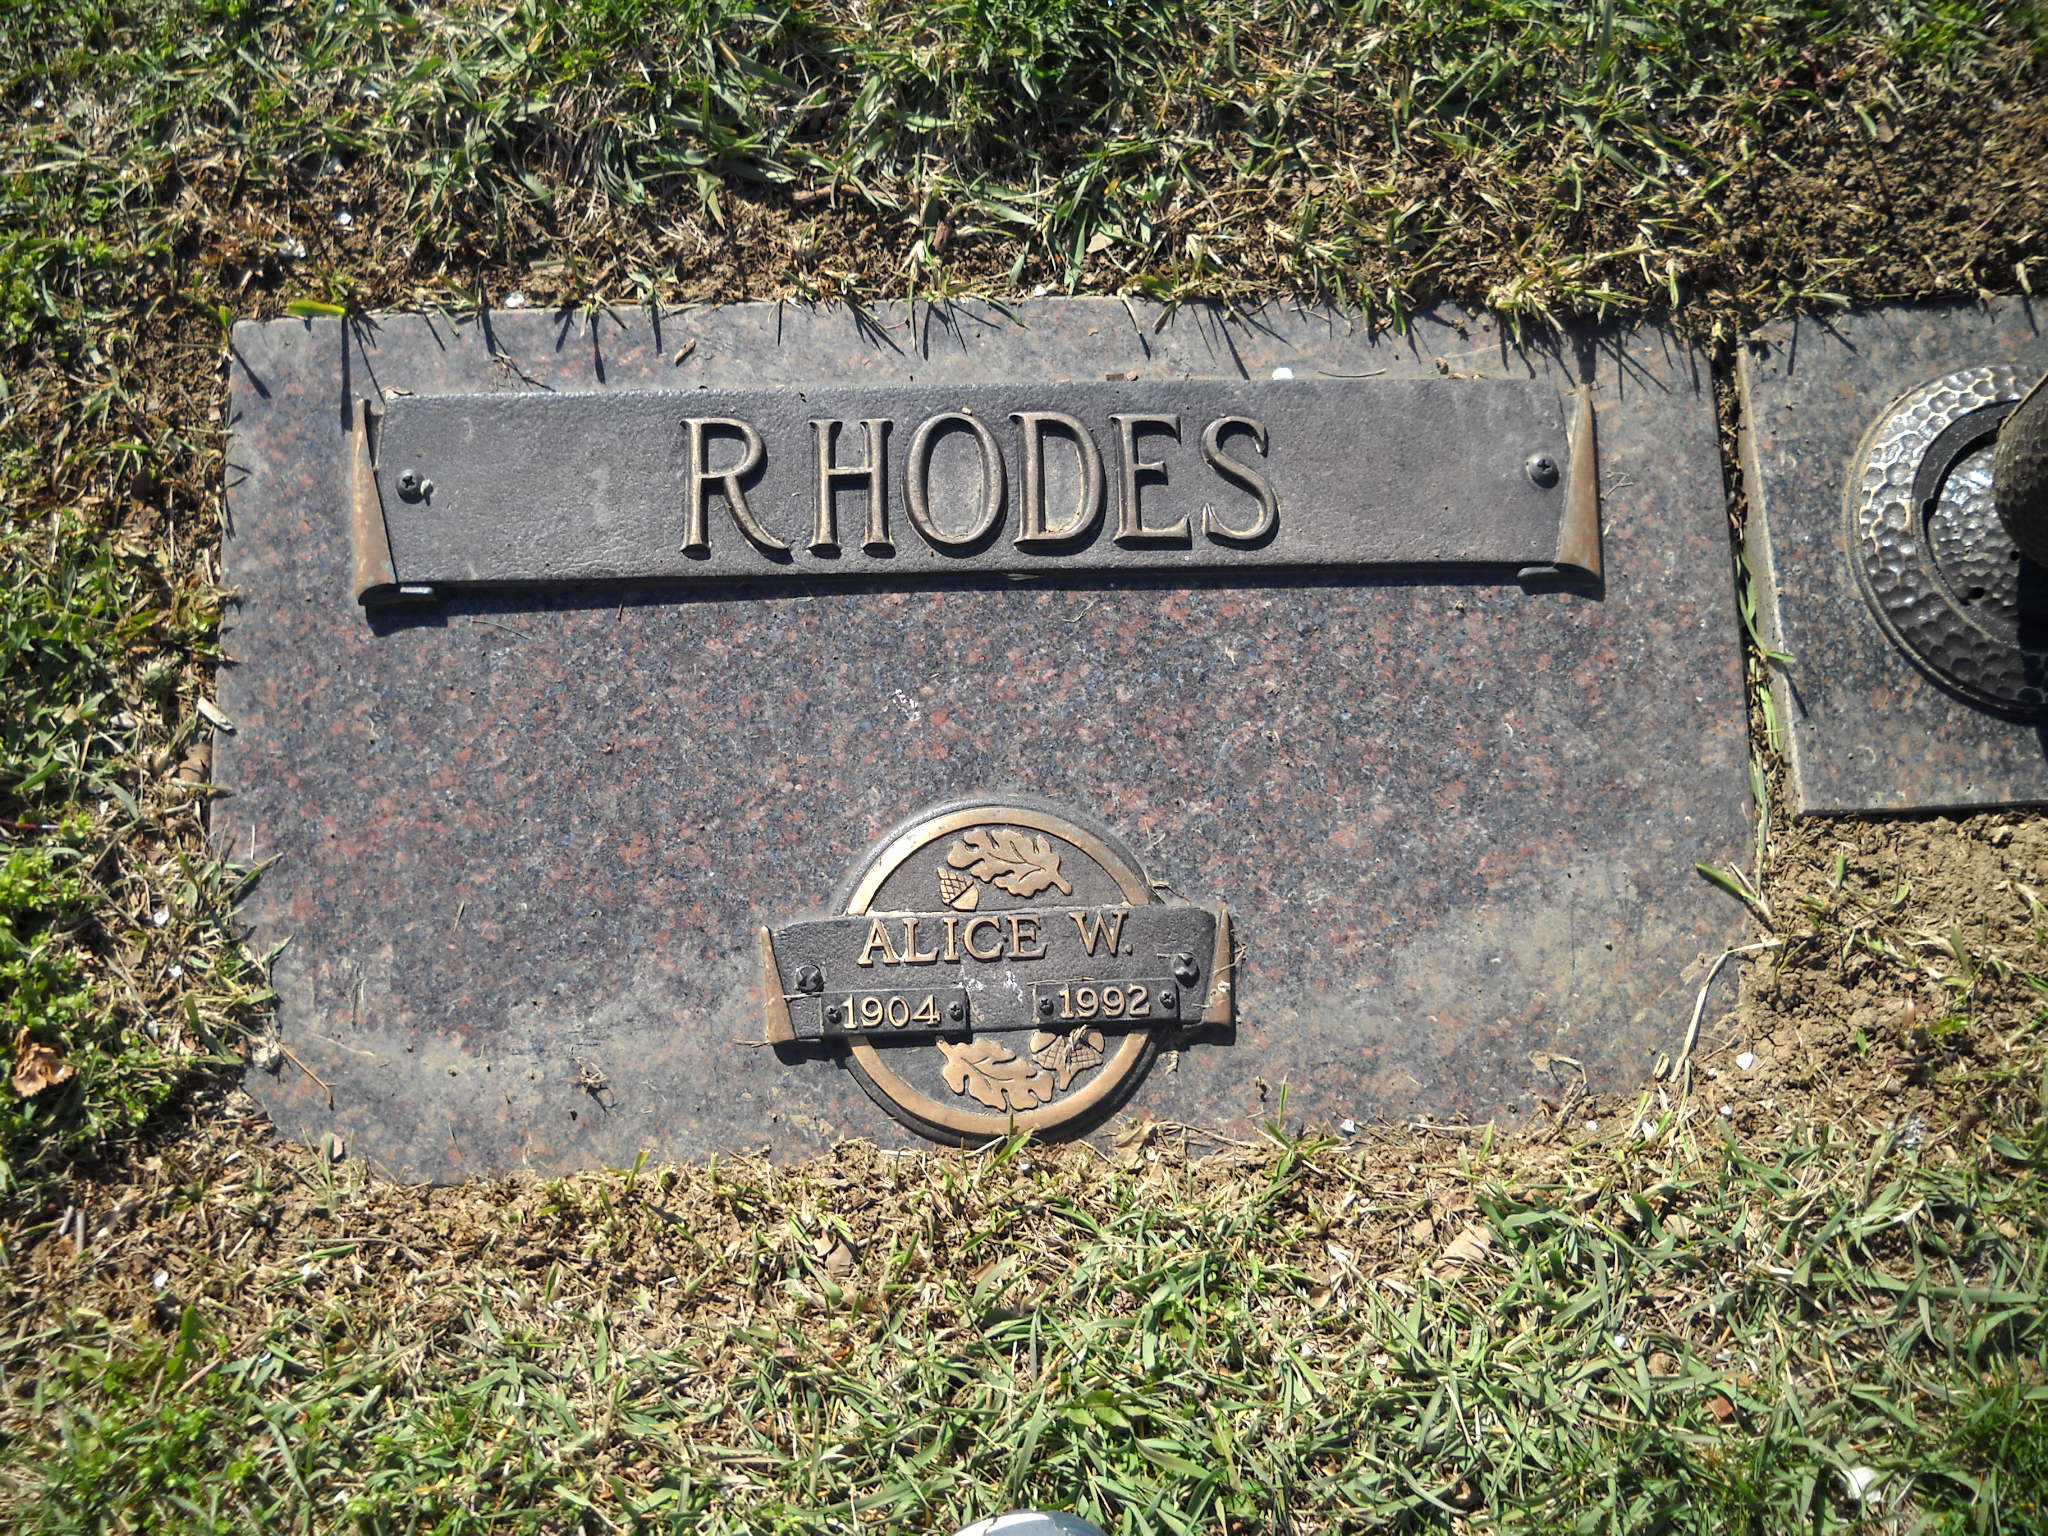 RHODES
ALICE W.
1904 1992